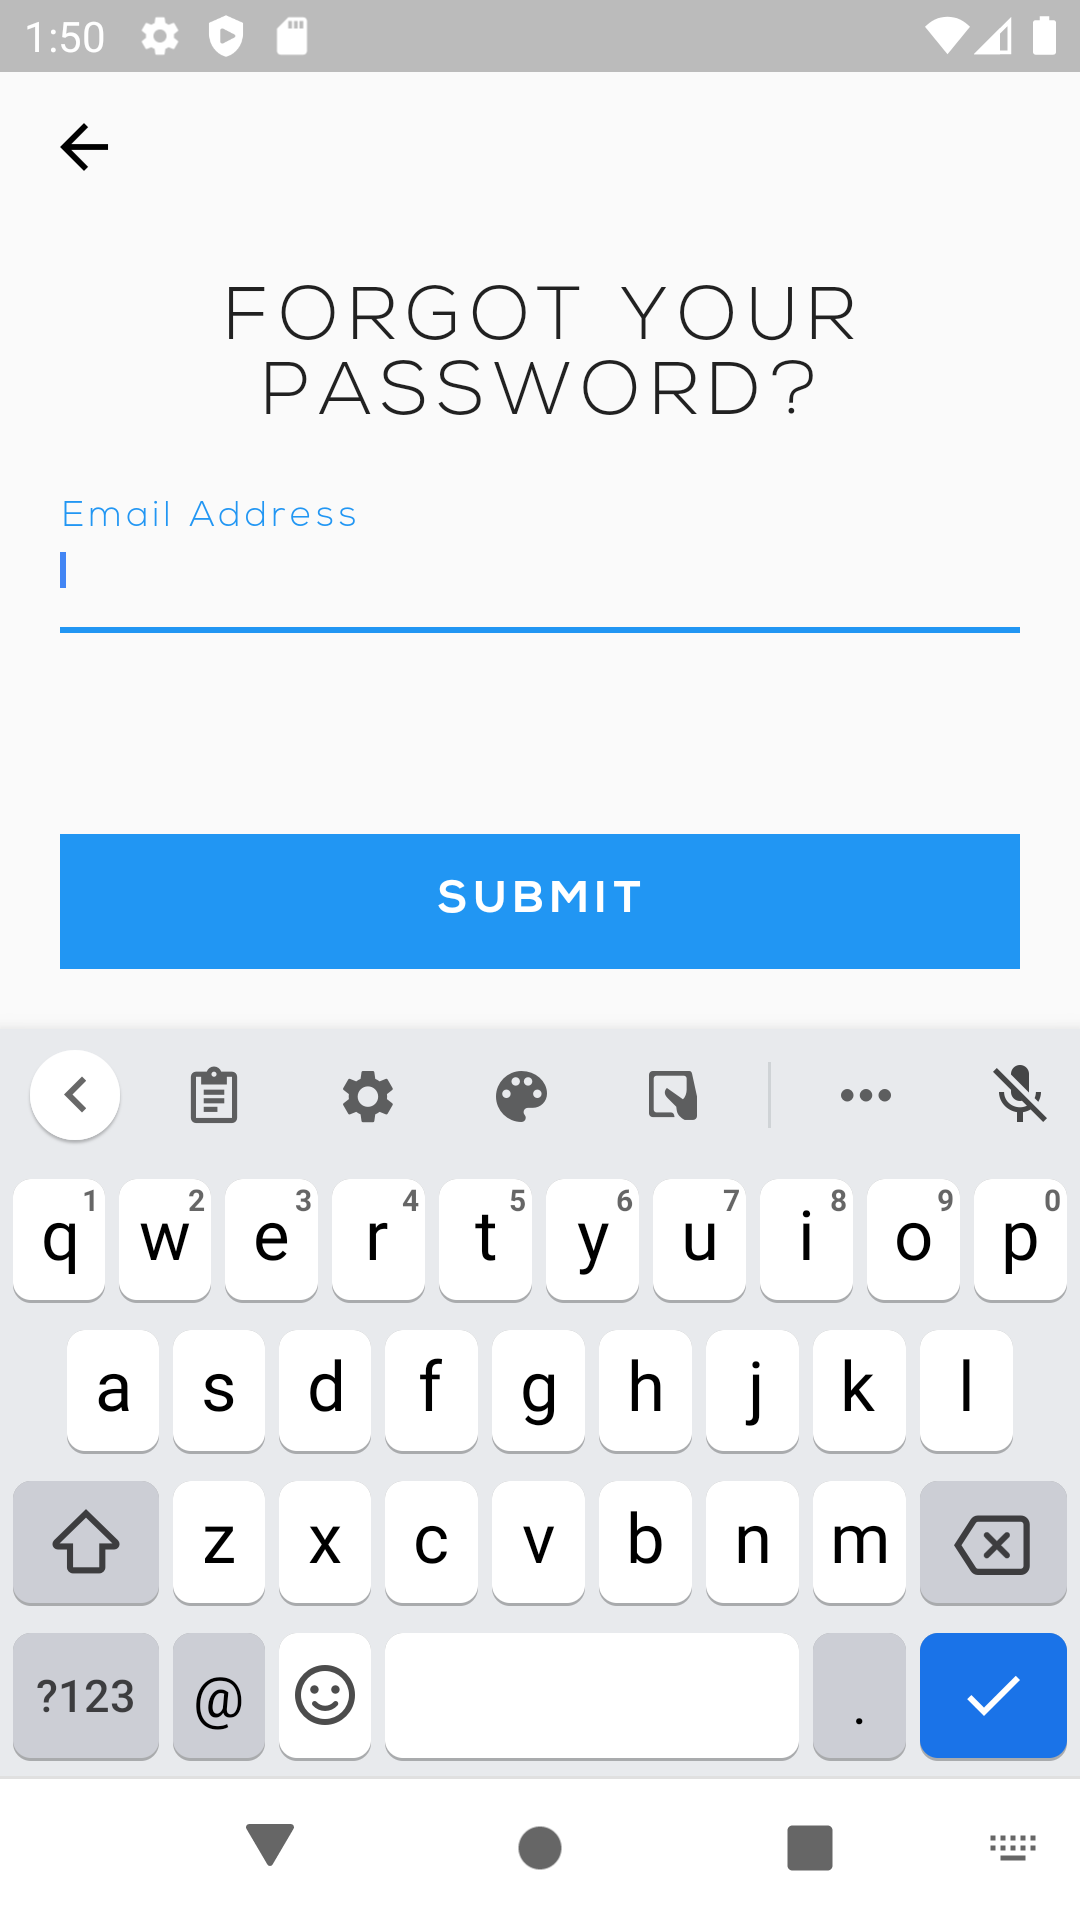 1:50
FORGOT YOUR
PASSWORD?
Email Address
SUBMIT
q 1 w 2 e 3 r 4 t 5 y 6 u 7 i 8 o 9 p 0
a s d f g h j k l
z x c v b n m
?123 @ .